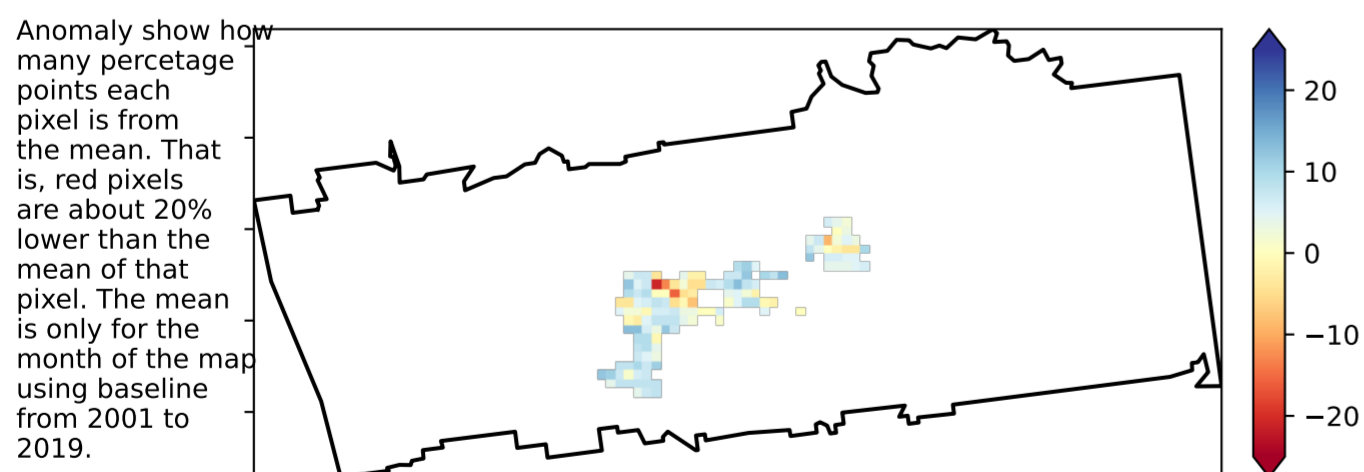 Anomaly show how
many percetage
points each
pixel is from
the mean. That
is, red pixels
are about 20%
lower than the
mean of that
pixel. The mean
is only for the
month of the map
using baseline
from 2001 to
2019.
20
10
0
−10
−20